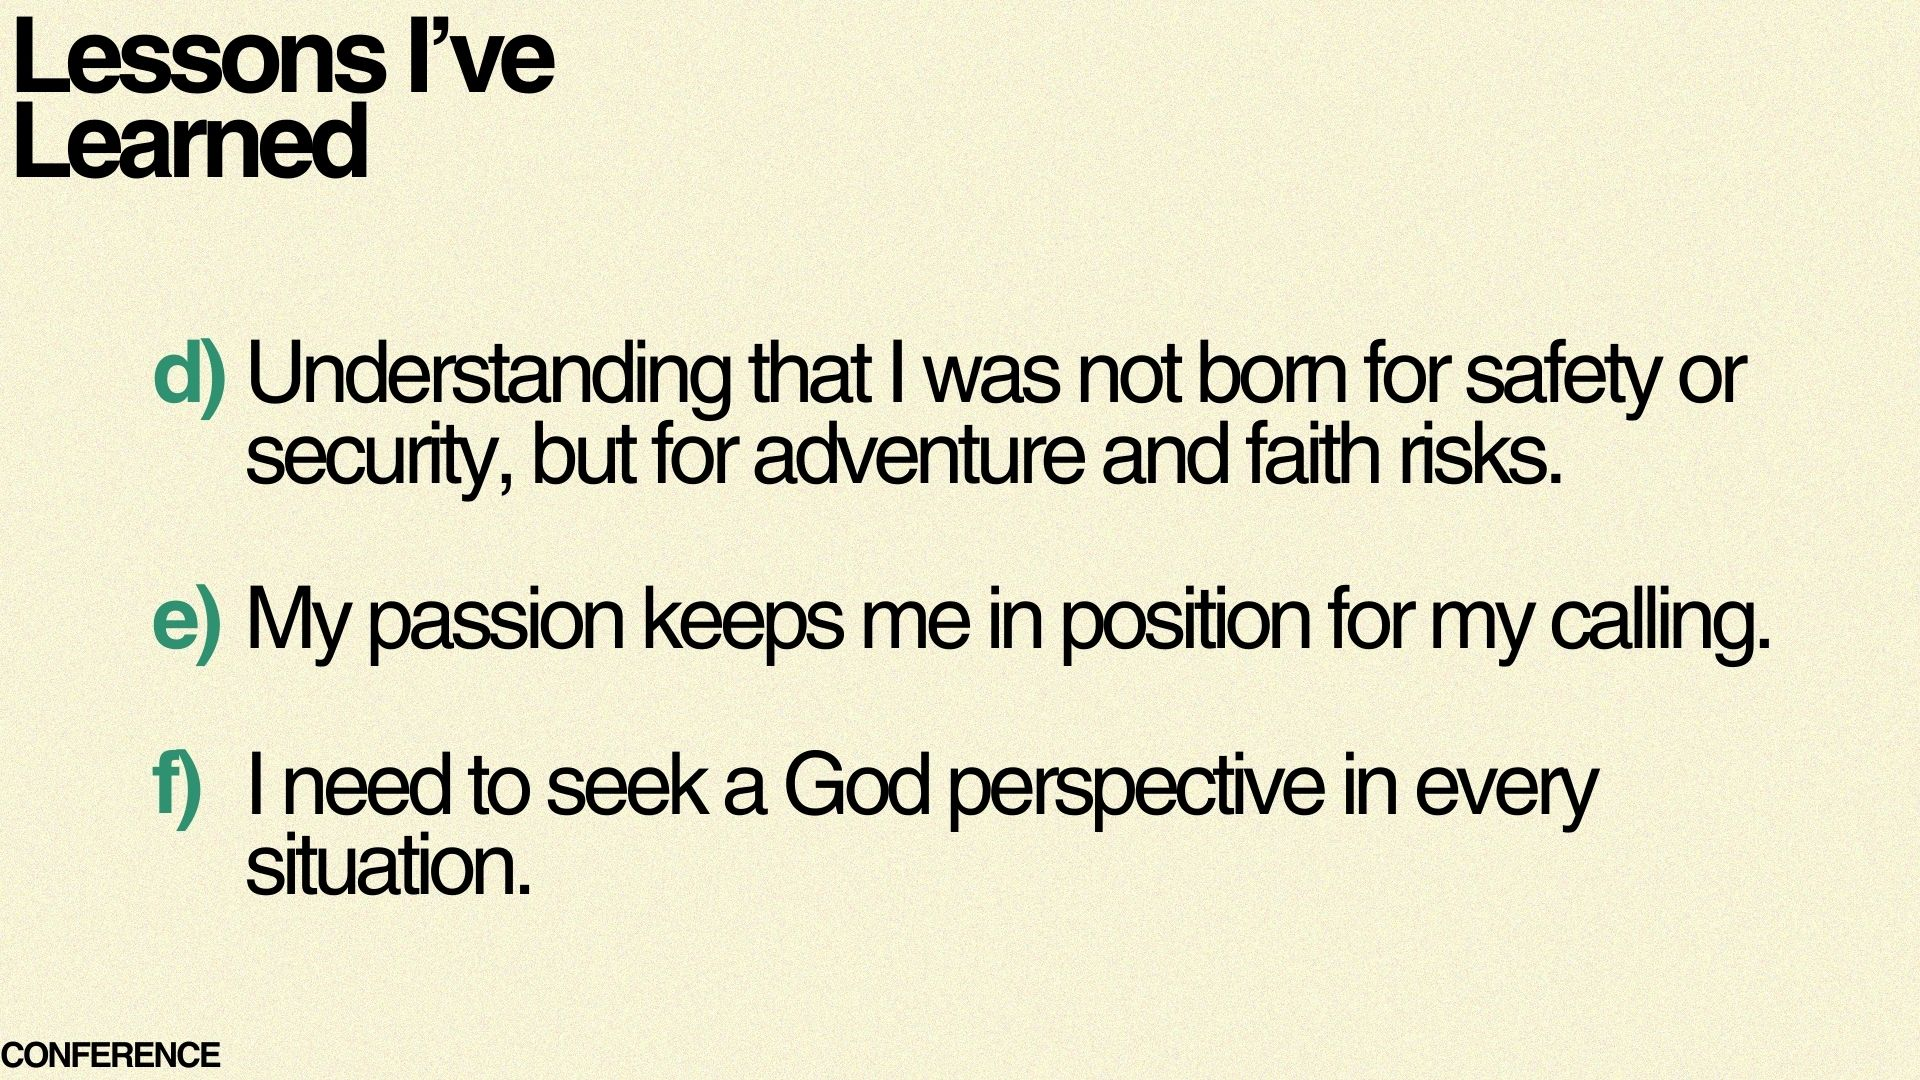 Lessons I’ve
Learned
d) Understanding that I was not born for safety or
security, but for adventure and faith risks.
e) My passion keeps me in position for my calling.
f) I need to seek a God perspective in every
situation.
CONFERENCE